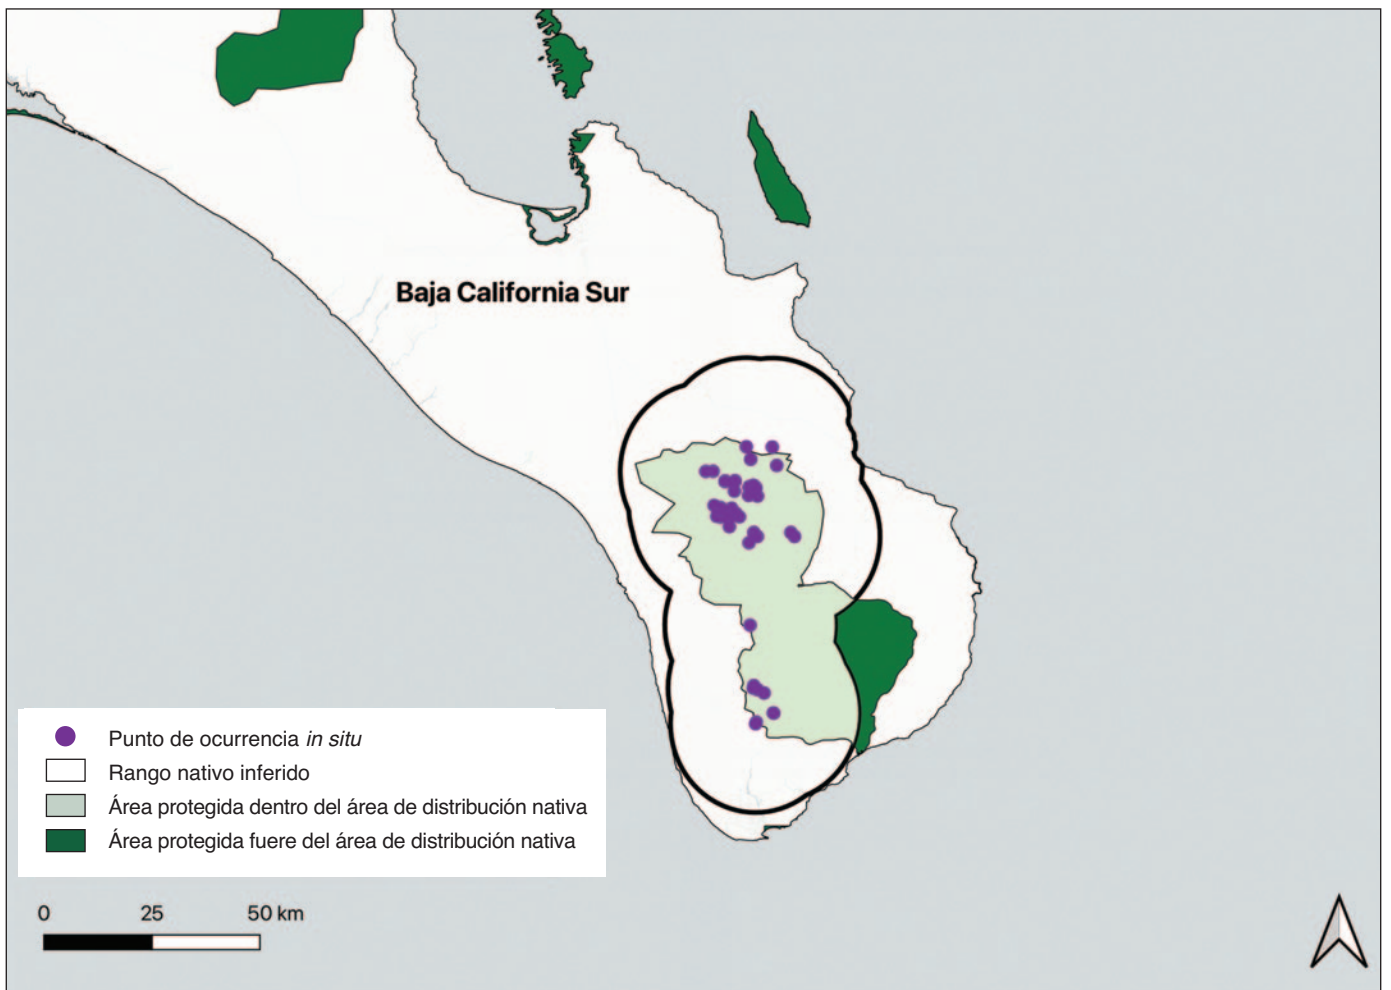 Baja California Sur
Punto de ocurrencia in situ
Rango nativo inferido
Área protegida dentro del área de distribución nativa
Área protegida fuere del área de distribución nativa
0 25 50 km